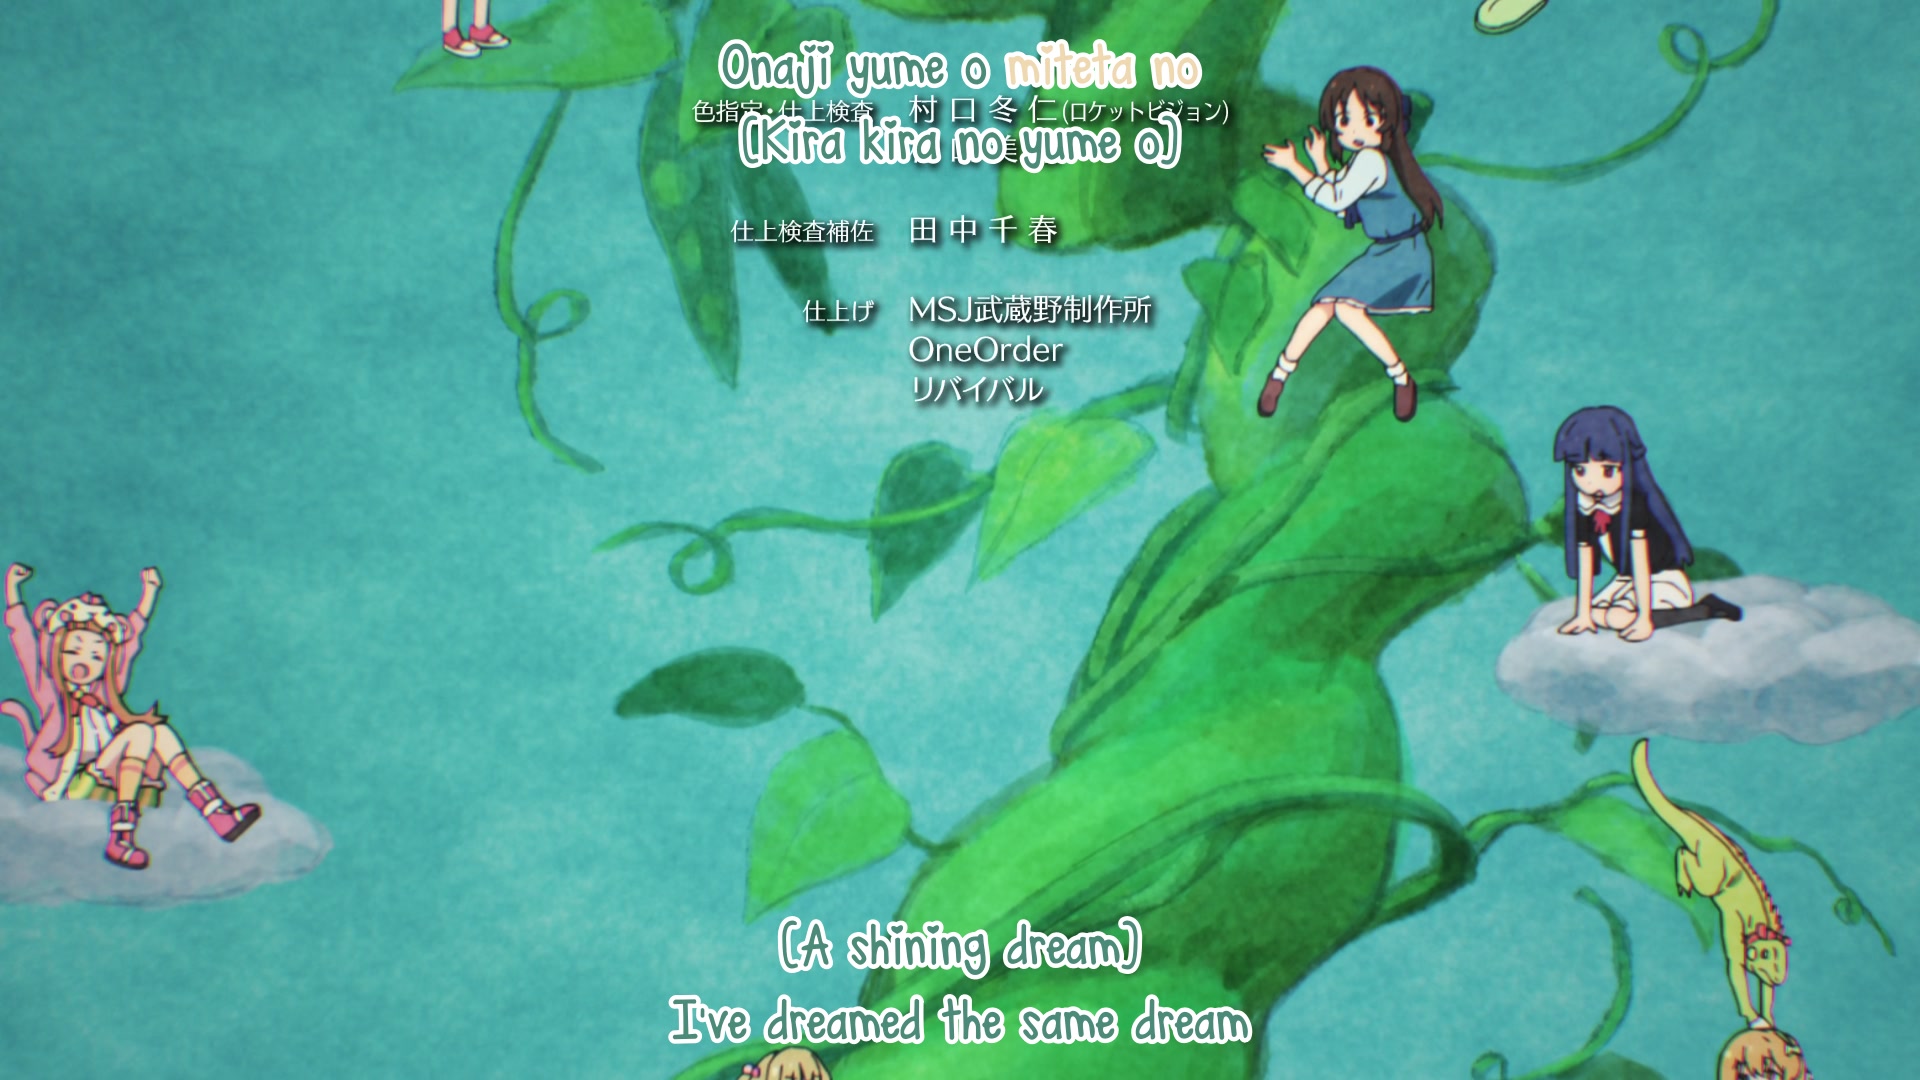 Onaji yume o miteta no
色指定・仕上検査 村口冬仁(ロケットビジョン)
(Kira kira no yume o)
仕上検査補佐 田中千春
仕上げ MSJ武蔵野制作所
OneOrder
リバイバル
(A shining dream)
I've dreamed the same dream